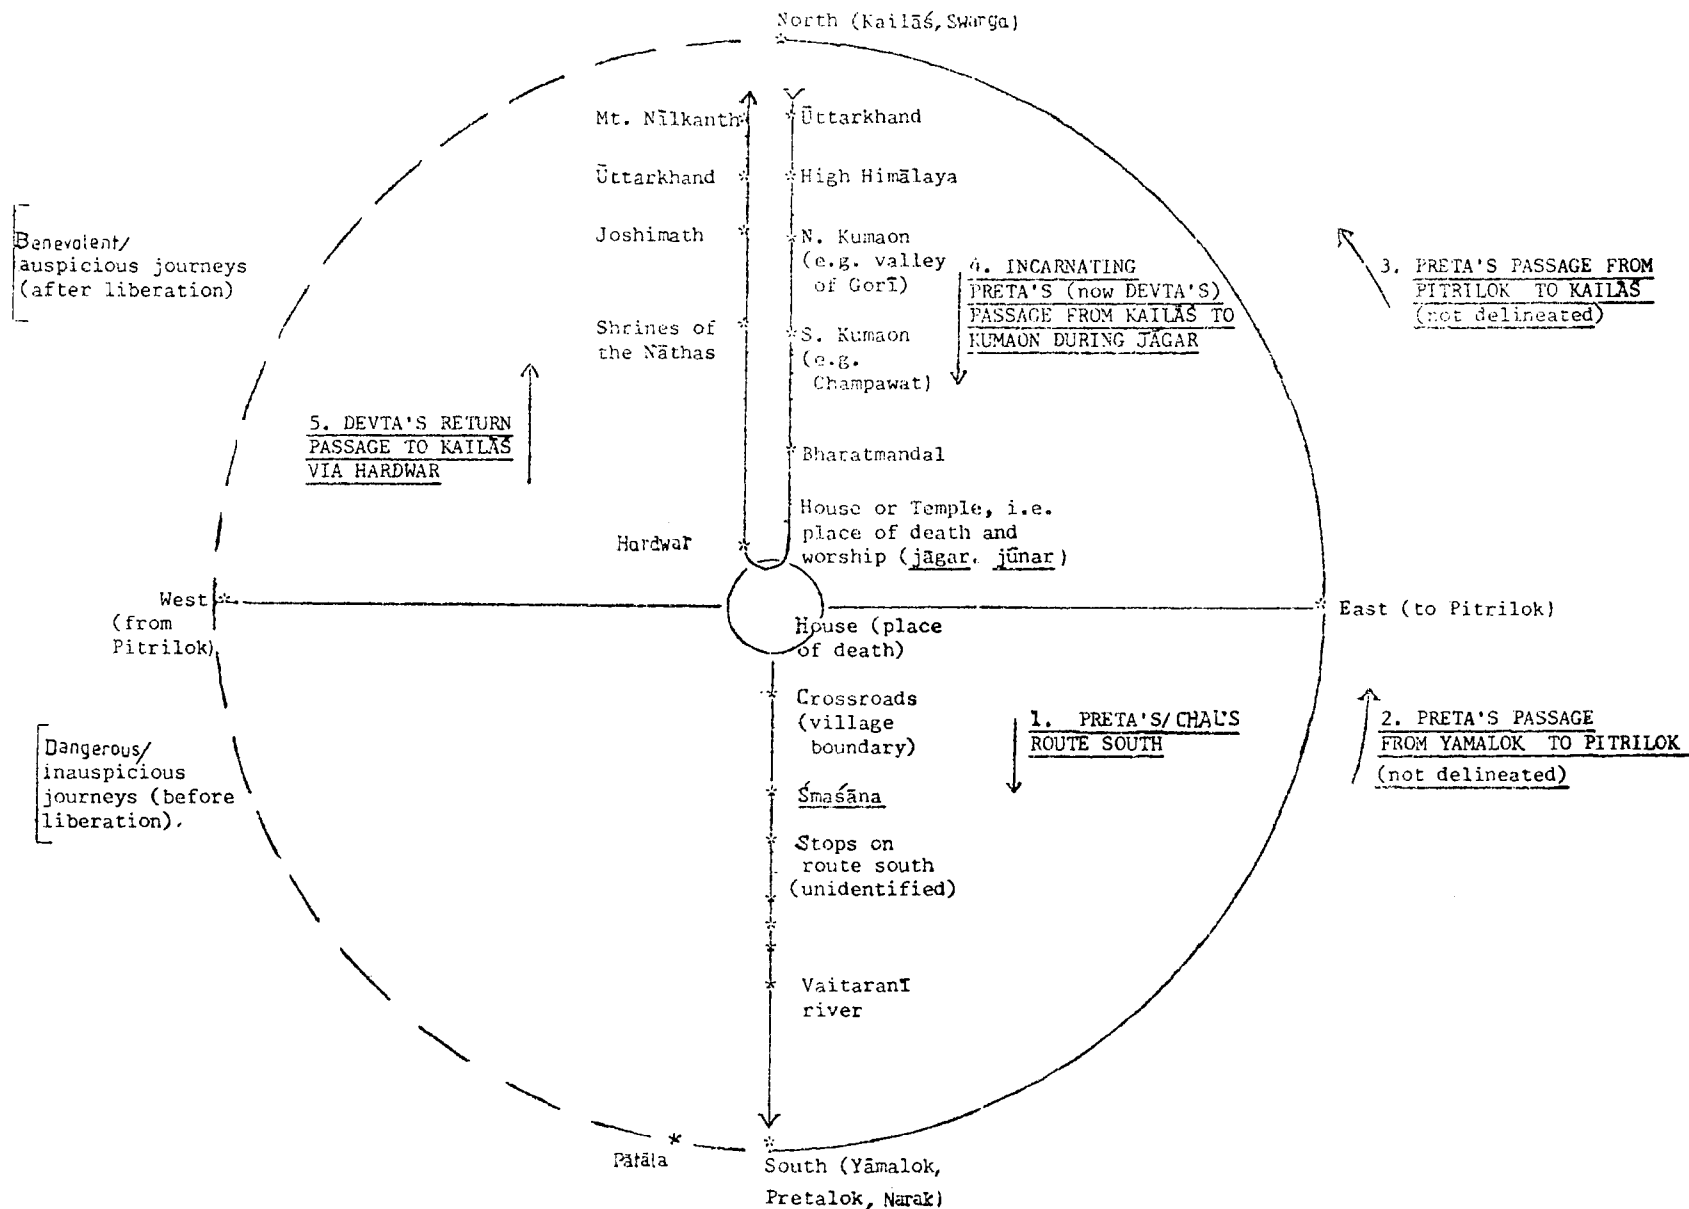 North (Kailāś, Swarga)
Mt. Nīlkanth
Ūttarkhand
Ūttarkhand
High Himālaya
Joshimath
N. Kumaon
(e.g. valley
of Gorī)
Shrines of
the Nāthas
S. Kumaon
(e.g.
Champawat)
Bharatmandal
Hardwar
House or Temple, i.e.
place of death and
worship (jāgar, jūnar)
Benevolent/
auspicious journeys
(after liberation)
3. PRETA'S PASSAGE FROM
PITRILOK TO KAILĀŚ
(not delineated)
4. INCARNATING
PRETA'S (now DEVTA'S)
PASSAGE FROM KAILĀŚ TO
KUMAON DURING JĀGAR
5. DEVTA'S RETURN
PASSAGE TO KAILĀŚ
VIA HARDWAR
West
(from
Pitrilok)
East (to Pitrilok)
House (place
of death)
Crossroads
(village
boundary)
Śmaśāna
Stops on
route south
(unidentified)
Vaitaranī
river
1. PRETA'S/CHAL'S
ROUTE SOUTH
2. PRETA'S PASSAGE
FROM YAMALOK TO PITRILOK
(not delineated)
Dangerous/
inauspicious
journeys (before
liberation).
Pātāla
South (Yāmalok,
Pretalok, Narak)